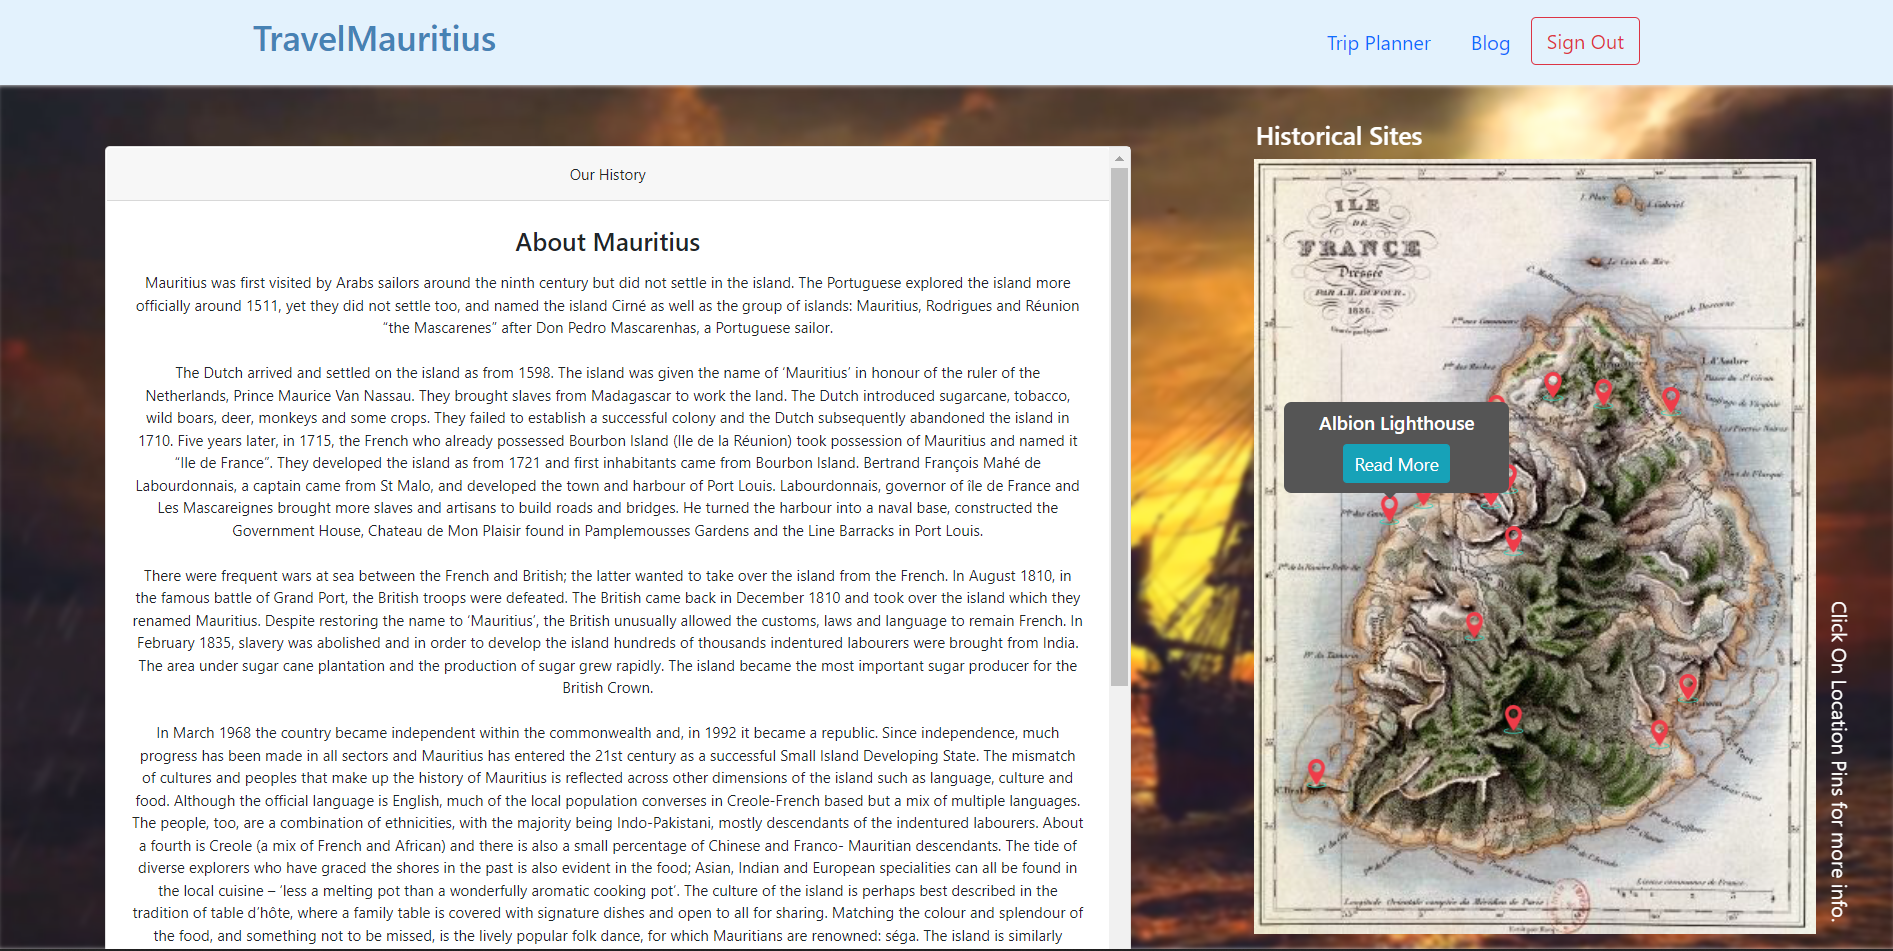 TravelMauritius
Trip Planner
Blog
Sign Out
Our History
About Mauritius
Mauritius was first visited by Arabs sailors around the ninth century but did not settle in the island. The Portuguese explored the island more
officially around 1511, yet they did not settle too, and named the island Cirné as well as the group of islands: Mauritius, Rodrigues and Réunion
“the Mascarenes” after Don Pedro Mascarenhas, a Portuguese sailor.
The Dutch arrived and settled on the island as from 1598. The island was given the name of ‘Mauritius’ in honour of the ruler of the
Netherlands, Prince Maurice Van Nassau. They brought slaves from Madagascar to work the land. The Dutch introduced sugarcane, tobacco,
wild boars, deer, monkeys and some crops. They failed to establish a successful colony and the Dutch subsequently abandoned the island in
1710. Five years later, in 1715, the French who already possessed Bourbon Island (Ile de la Réunion) took possession of Mauritius and named it
“Ile de France”. They developed the island as from 1721 and first inhabitants came from Bourbon Island. Bertrand François Mahé de
Labourdonnais, a captain came from St Malo, and developed the town and harbour of Port Louis. Labourdonnais, governor of île de France and
Les Mascareignes brought more slaves and artisans to build roads and bridges. He turned the harbour into a naval base, constructed the
Government House, Chateau de Mon Plaisir found in Pamplemousses Gardens and the Line Barracks in Port Louis.
There were frequent wars at sea between the French and British; the latter wanted to take over the island from the French. In August 1810, in
the famous battle of Grand Port, the British troops were defeated. The British came back in December 1810 and took over the island which they
renamed Mauritius. Despite restoring the name to ‘Mauritius’, the British unusually allowed the customs, laws and language to remain French. In
February 1835, slavery was abolished and in order to develop the island hundreds of thousands indentured labourers were brought from India.
The area under sugar cane plantation and the production of sugar grew rapidly. The island became the most important sugar producer for the
British Crown.
In March 1968 the country became independent within the commonwealth and, in 1992 it became a republic. Since independence, much
progress has been made in all sectors and Mauritius has entered the 21st century as a successful Small Island Developing State. The mismatch
of cultures and peoples that make up the history of Mauritius is reflected across other dimensions of the island such as language, culture and
food. Although the official language is English, much of the local population converses in Creole-French based but a mix of multiple languages.
The people, too, are a combination of ethnicities, with the majority being Indo-Pakistani, mostly descendants of the indentured labourers. About
a fourth is Creole (a mix of French and African) and there is also a small percentage of Chinese and Franco- Mauritian descendants. The tide of
diverse explorers who have graced the shores in the past is also evident in the food; Asian, Indian and European specialities can all be found in
the local cuisine – ‘less a melting pot than a wonderfully aromatic cooking pot’. The culture of the island is perhaps best described in the
tradition of table d’hôte, where a family table is covered with signature dishes and open to all for sharing. Matching the colour and splendour of
the food, and something not to be missed, is the lively popular folk dance, for which Mauritians are renowned: séga. The island is similarly
Historical Sites
ILE
DE
FRANCE
Dressée
PAR A.H. DUFOUR.
1836.
I. Plate
I. Gabriel
Le Coin de Mire
I. d'Ambre
Albion Lighthouse
Read More
Longitude Orientale comptée du Méridien de Paris
Lieues communes de France
Click On Location Pins for more info.